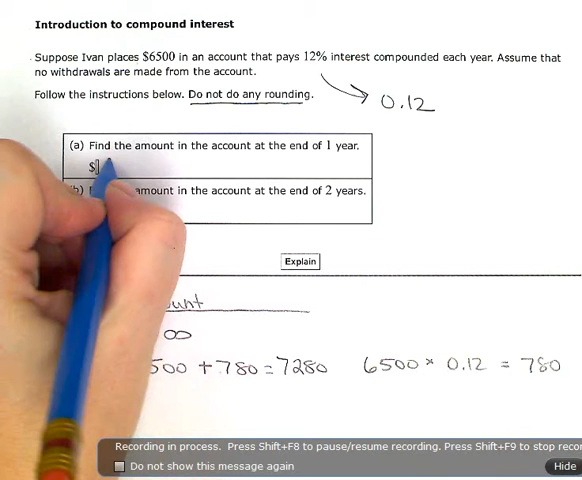 Introduction to compound interest
Suppose Ivan places $6500 in an account that pays 12% interest compounded each year. Assume that
no withdrawals are made from the account.
Follow the instructions below. Do not do any rounding.
0.12
(a) Find the amount in the account at the end of 1 year.
$
amount in the account at the end of 2 years.
Explain
00
500 + 780 = 7280
6500 * 0.12 = 780
Recording in process. Press Shift+F8 to pause/resume recording. Press Shift+F9 to stop recor
Do not show this message again
Hide